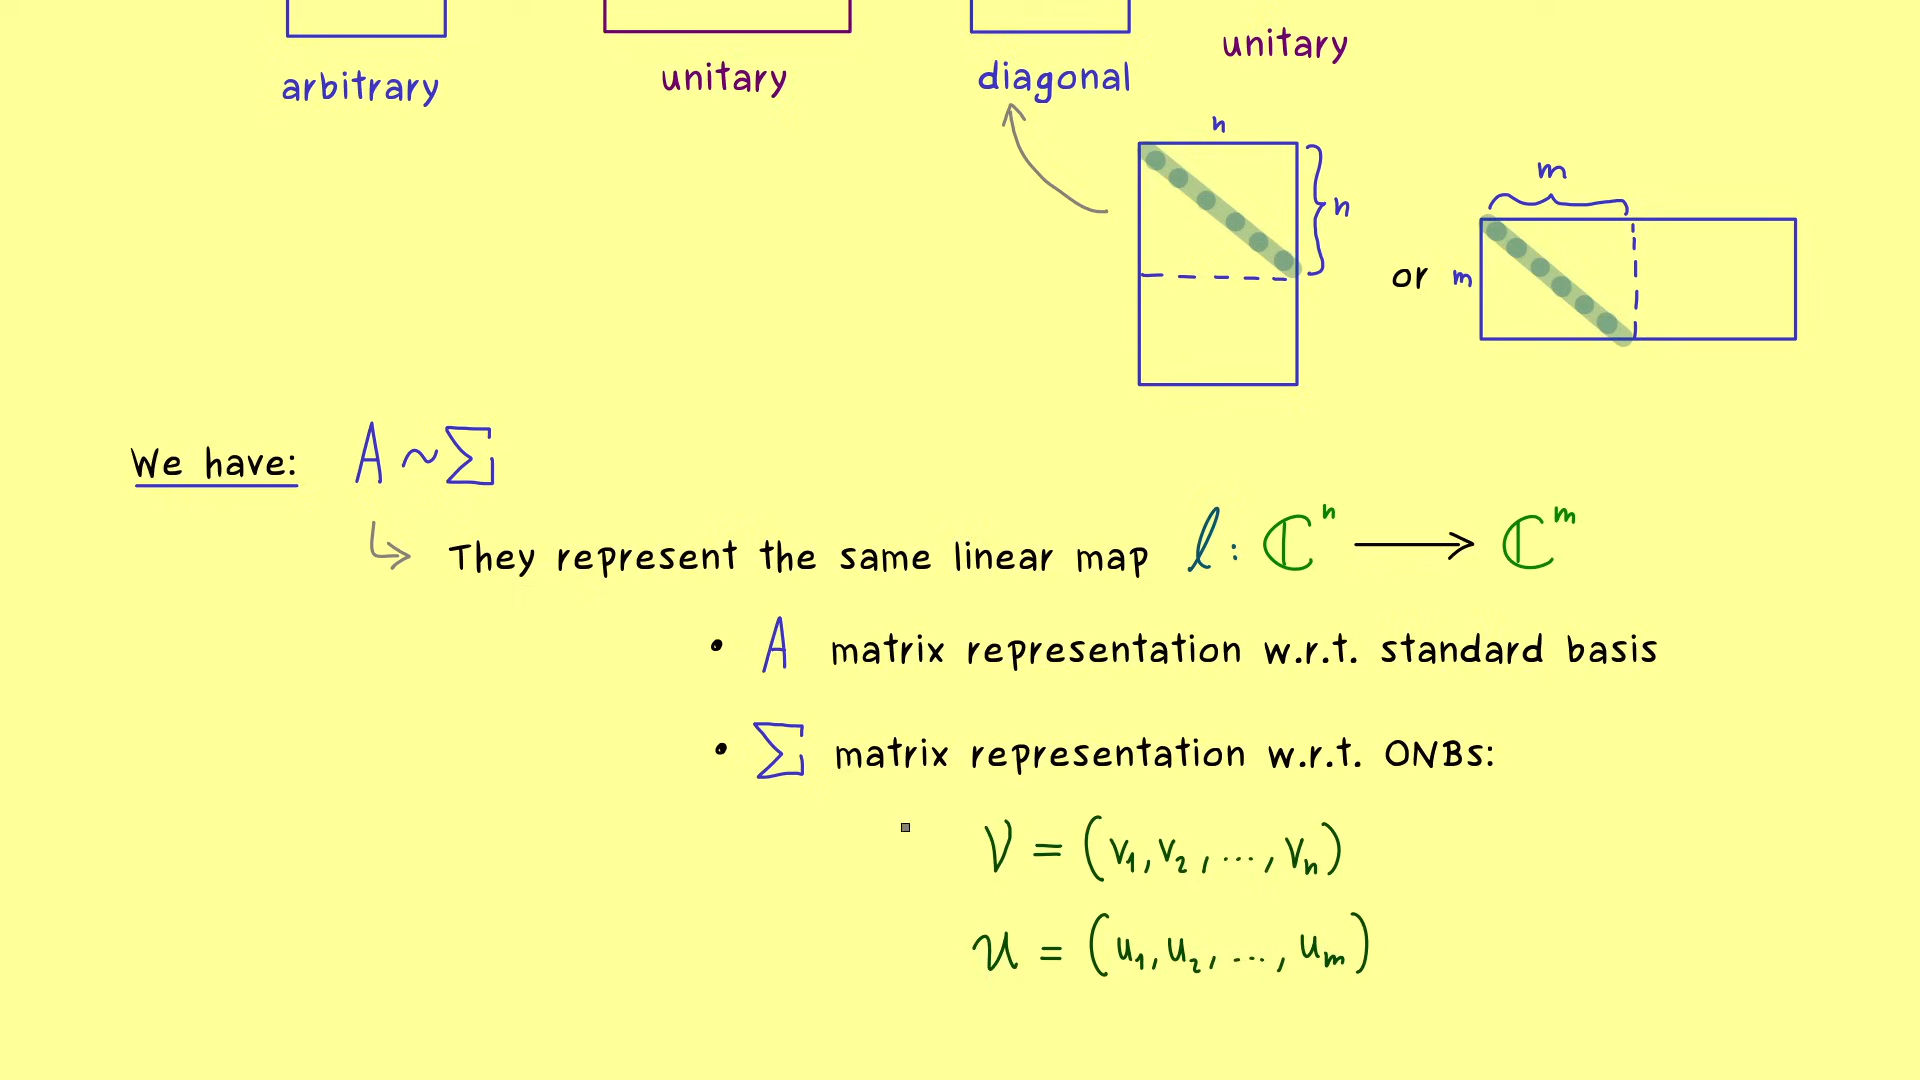 unitary
arbitrary unitary diagonal
n
n
m
or m
We have: A ~ Σ
They represent the same linear map l : ℂⁿ ⟶ ℂᵐ
• A matrix representation w.r.t. standard basis
• Σ matrix representation w.r.t. ONBs:
V = (v₁, v₂, ..., vₙ)
U = (u₁, u₂, ..., uₘ)